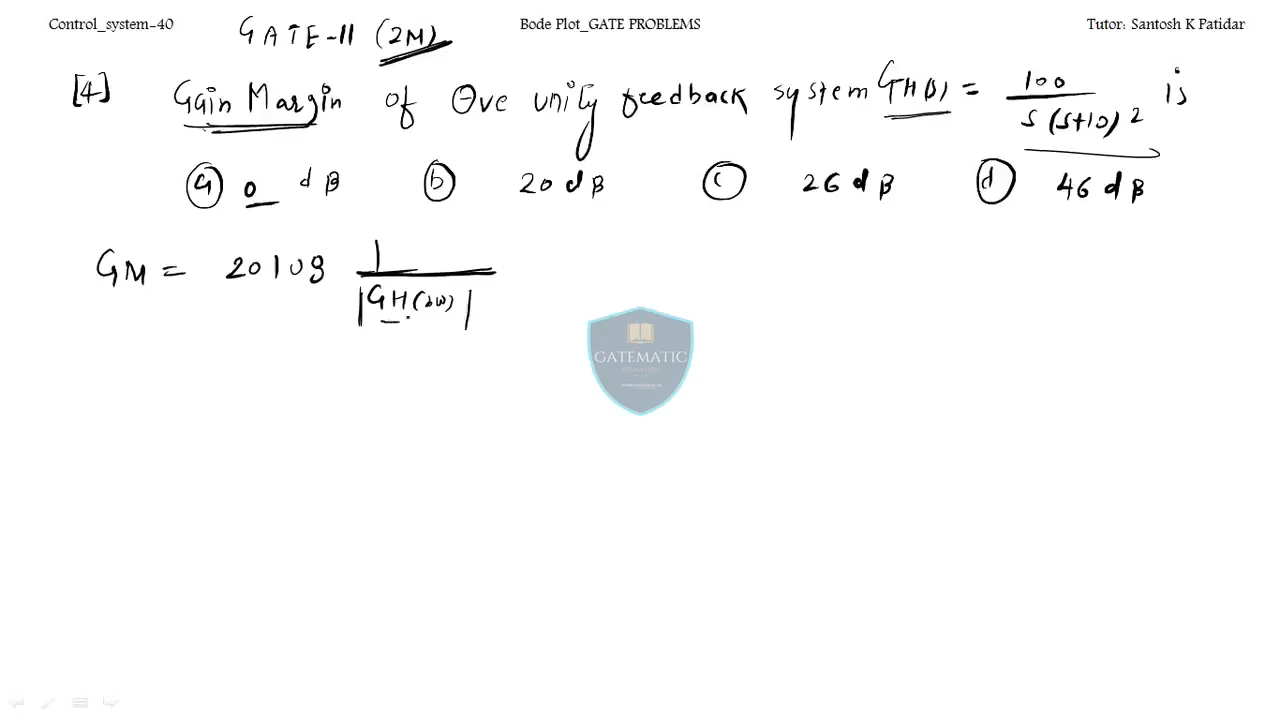 Control_system-40 Bode Plot_GATE PROBLEMS Tutor: Santosh K Patidar
GATE-11 (2M)
[4] Gain Margin of ⊖ve unity feedback system GH(s) = 100 / s(s+10)² is
(a) 0 dB (b) 20 dB (c) 26 dB (d) 46 dB
GM = 20 log 1 / |GH(jω)|
GATEMATIC
EDUCATION